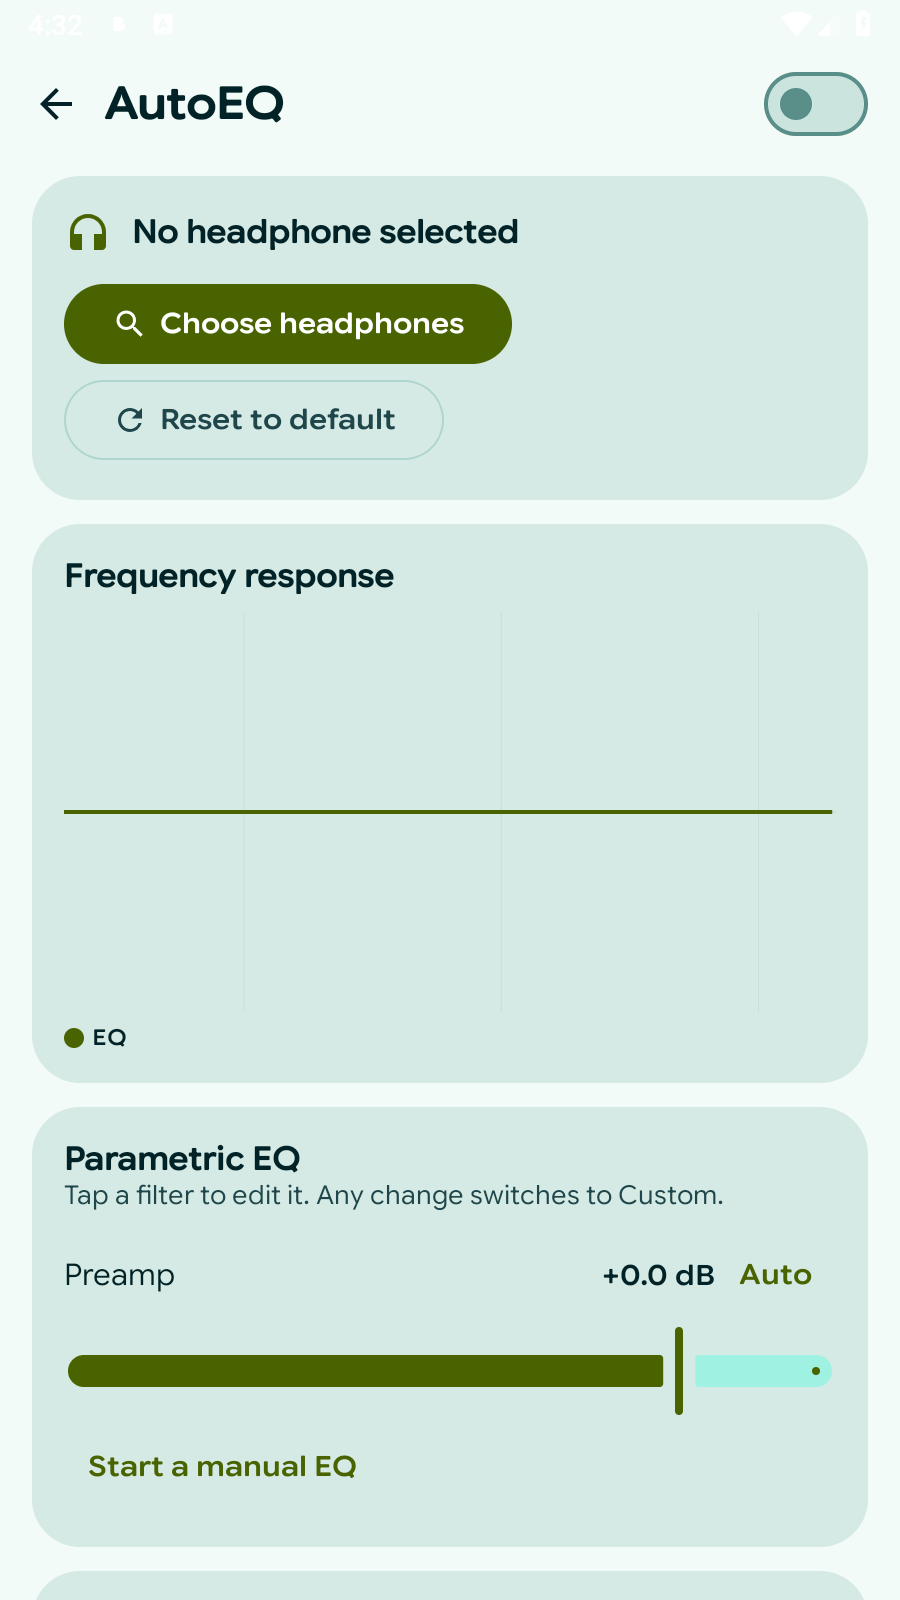 4:32
AutoEQ
No headphone selected
Choose headphones
Reset to default
Frequency response
EQ
Parametric EQ
Tap a filter to edit it. Any change switches to Custom.
Preamp
+0.0 dB
Auto
Start a manual EQ